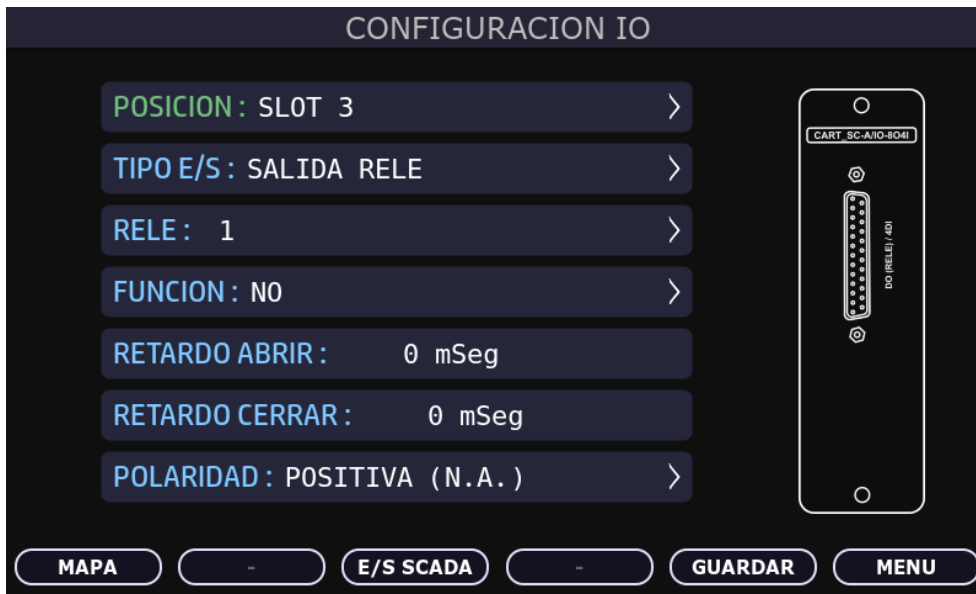 CONFIGURACION IO
POSICION : SLOT 3
TIPO E/S : SALIDA RELE
RELE : 1
FUNCION : NO
RETARDO ABRIR : 0 mSeg
RETARDO CERRAR : 0 mSeg
POLARIDAD : POSITIVA (N.A.)
CART_SC-A/IO-8O4I
DO (RELE) / 4DI
MAPA - E/S SCADA - GUARDAR MENU